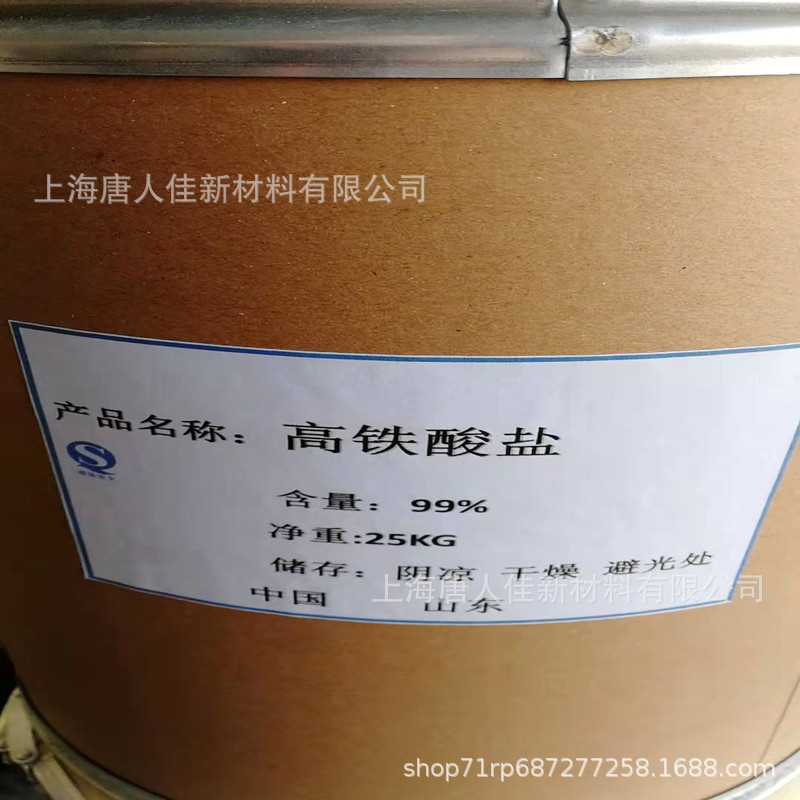 上海唐人佳新材料有限公司
产品名称：高铁酸盐
含量：99%
净重:25KG
储存：阴凉 干燥 避光处
上海唐人佳新材料有限公司
中国 山东
shop71rp687277258.1688.com